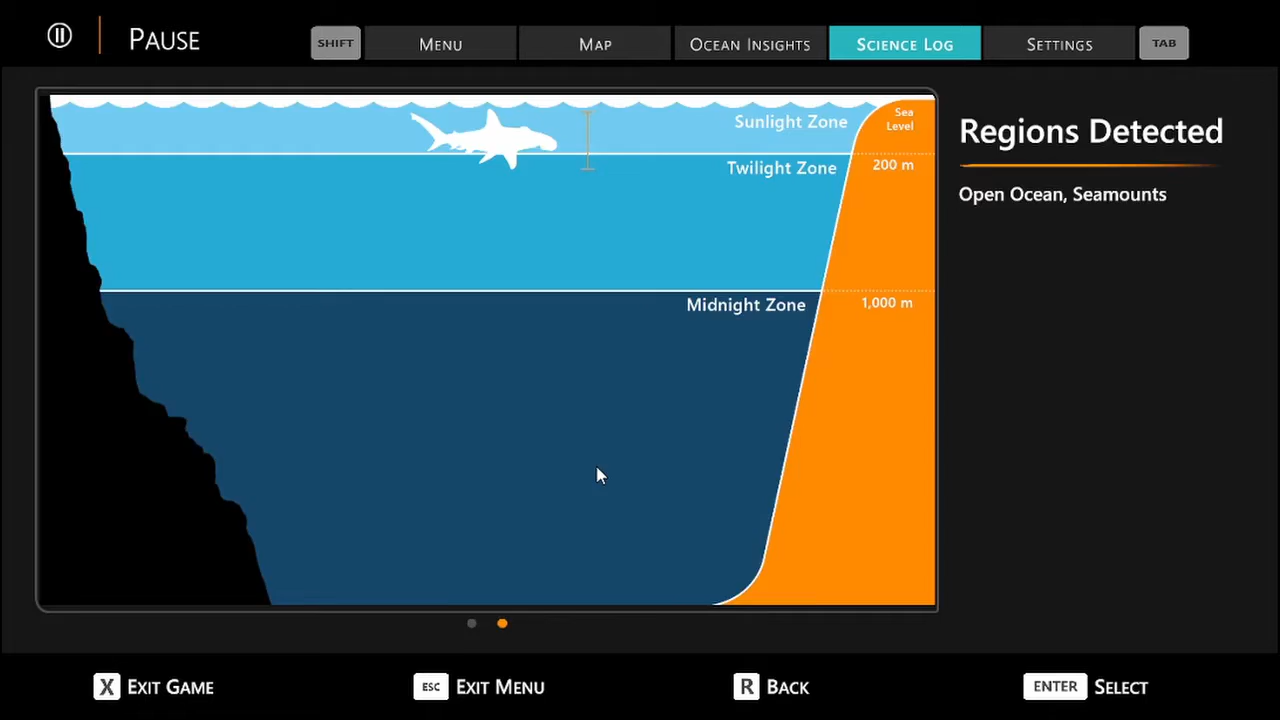 PAUSE
SHIFT
MENU
MAP
OCEAN INSIGHTS
SCIENCE LOG
SETTINGS
TAB
Sunlight Zone
Sea
Level
Twilight Zone
200 m
Midnight Zone
1,000 m
Regions Detected
Open Ocean, Seamounts
X EXIT GAME
ESC EXIT MENU
R BACK
ENTER SELECT